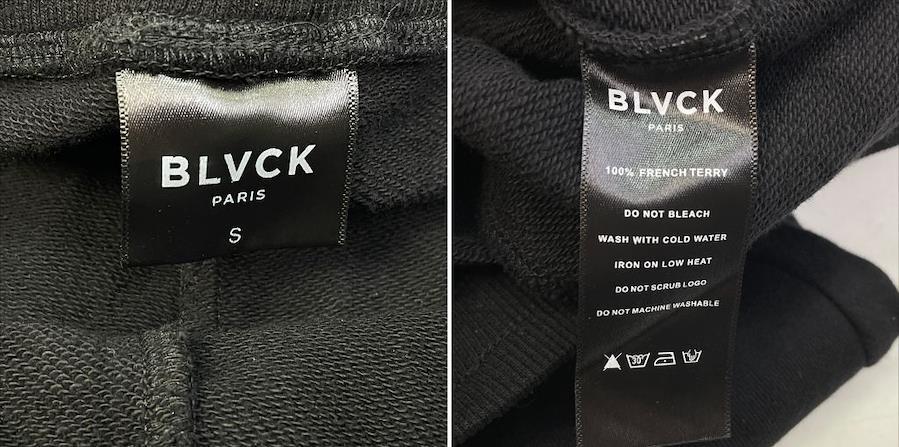 BLVCK
PARIS
S
BLVCK
PARIS
100% FRENCH TERRY
DO NOT BLEACH
WASH WITH COLD WATER
IRON ON LOW HEAT
DO NOT SCRUB LOGO
DO NOT MACHINE WASHABLE
30°